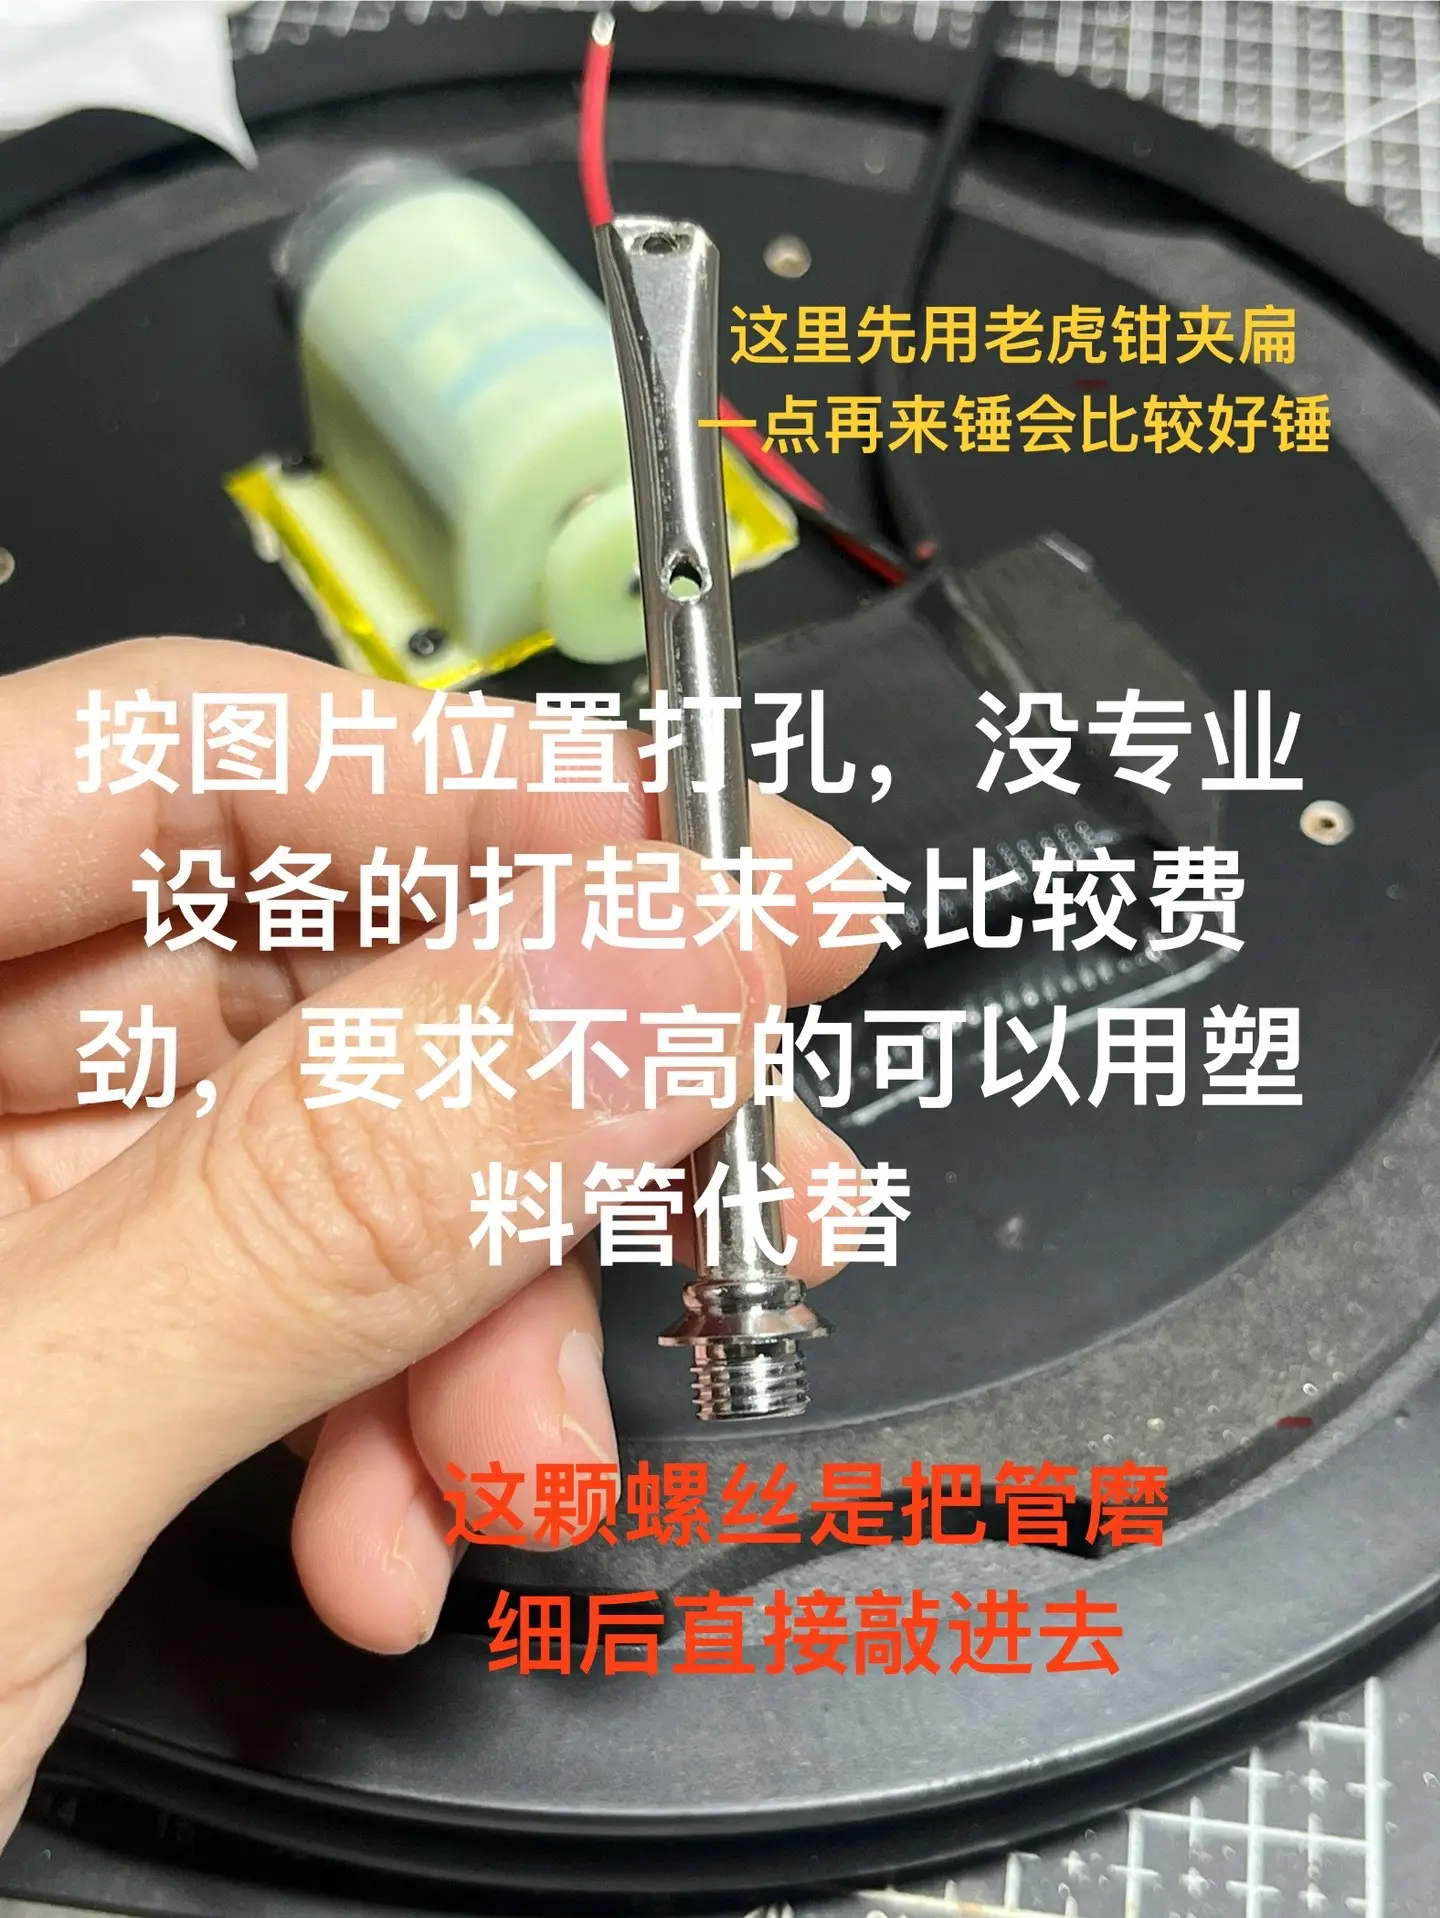 这里先用老虎钳夹扁
一点再来锤会比较好锤
按图片位置打孔，没专业
设备的打起来会比较费
劲，要求不高的可以用塑
料管代替
这颗螺丝是把管磨
细后直接敲进去